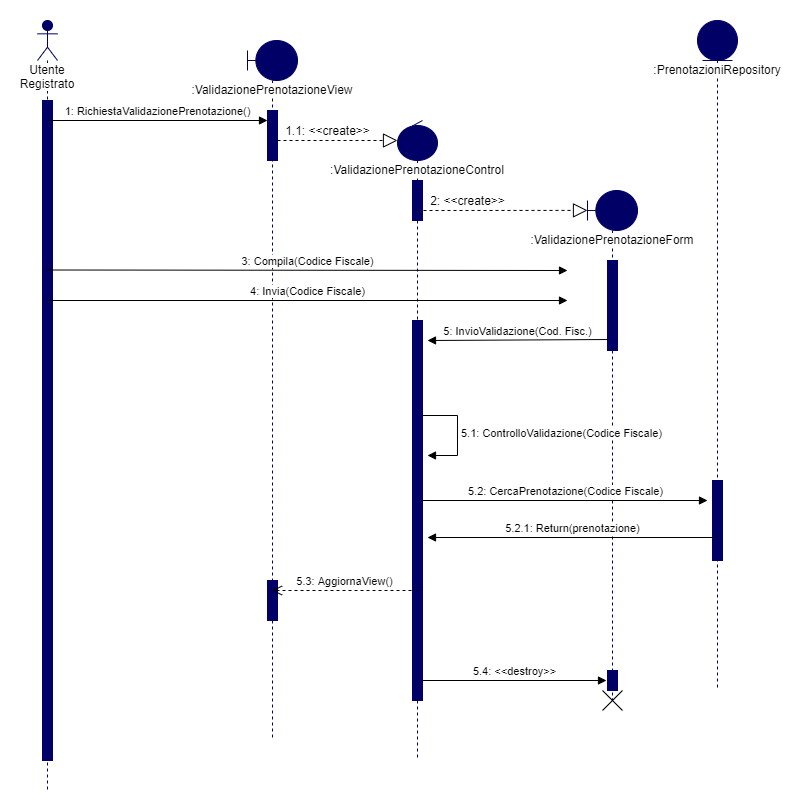 Utente
Registrato
:ValidazionePrenotazioneView
:PrenotazioniRepository
1: RichiestaValidazionePrenotazione()
1.1: <<create>>
:ValidazionePrenotazioneControl
2: <<create>>
:ValidazionePrenotazioneForm
3: Compila(Codice Fiscale)
4: Invia(Codice Fiscale)
5: InvioValidazione(Cod. Fisc.)
5.1: ControlloValidazione(Codice Fiscale)
5.2: CercaPrenotazione(Codice Fiscale)
5.2.1: Return(prenotazione)
5.3: AggiornaView()
5.4: <<destroy>>